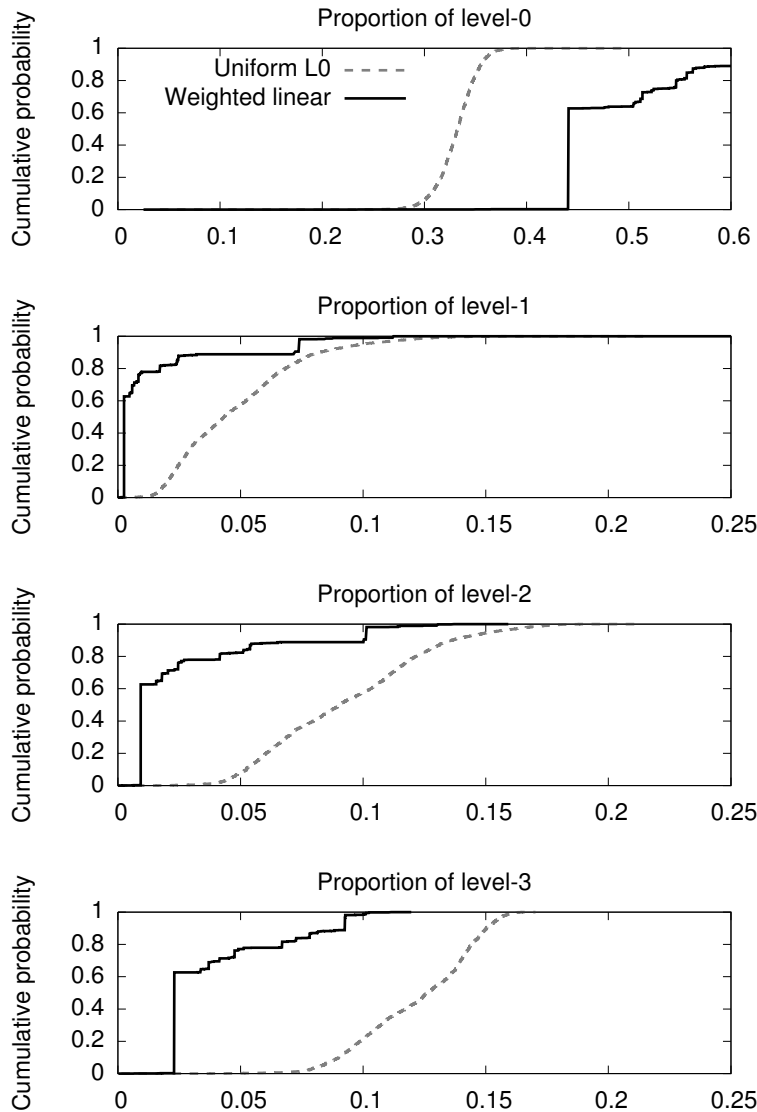 Proportion of level-0
Cumulative probability
1
0.8
0.6
0.4
0.2
0
Uniform L0
Weighted linear
0 0.1 0.2 0.3 0.4 0.5 0.6
Proportion of level-1
Cumulative probability
1
0.8
0.6
0.4
0.2
0
0 0.05 0.1 0.15 0.2 0.25
Proportion of level-2
Cumulative probability
1
0.8
0.6
0.4
0.2
0
0 0.05 0.1 0.15 0.2 0.25
Proportion of level-3
Cumulative probability
1
0.8
0.6
0.4
0.2
0
0 0.05 0.1 0.15 0.2 0.25